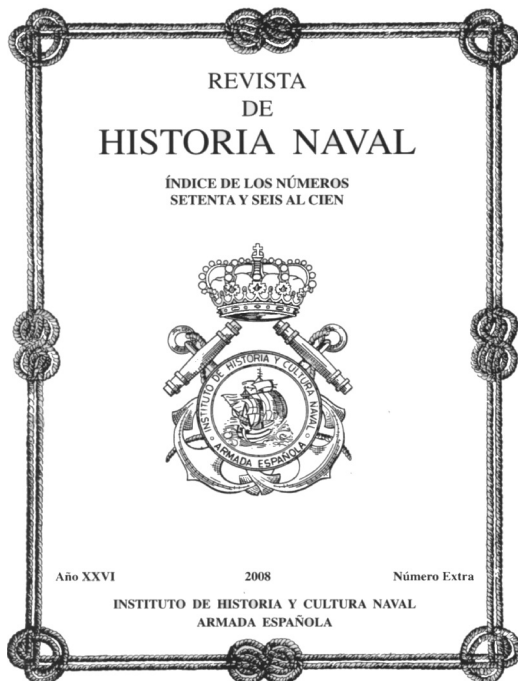 REVISTA
DE
HISTORIA NAVAL
ÍNDICE DE LOS NÚMEROS
SETENTA Y SEIS AL CIEN
INSTITUTO DE HISTORIA Y CULTURA NAVAL
ARMADA ESPAÑOLA
Año XXVI 2008 Número Extra
INSTITUTO DE HISTORIA Y CULTURA NAVAL
ARMADA ESPAÑOLA